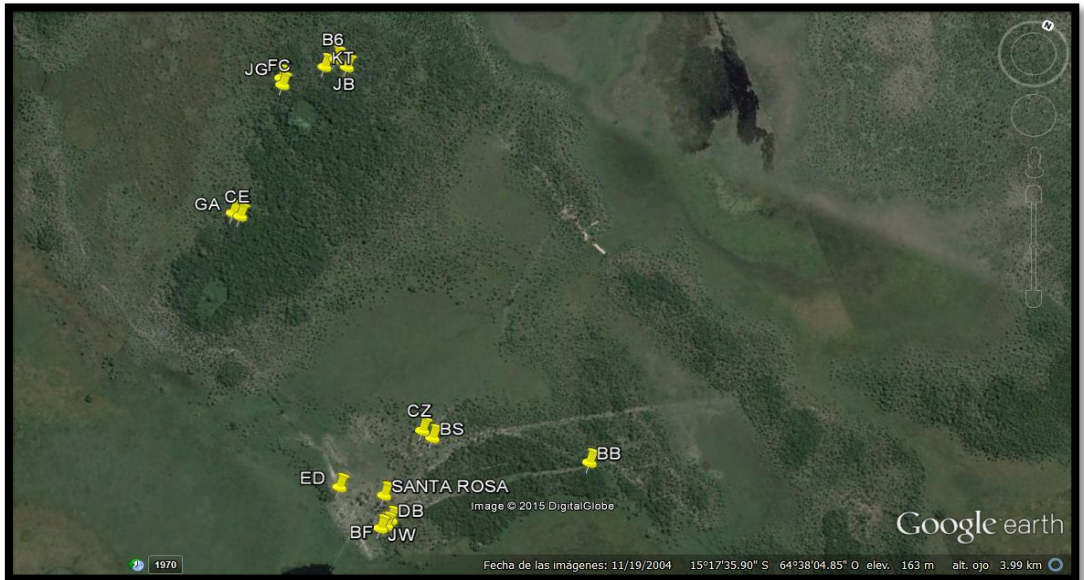 N
B6
KT
JG FC
JB
CE
GA
CZ
BS
BB
ED
SANTA ROSA
DB
BF
JW
Image © 2015 DigitalGlobe
Google earth
1970
Fecha de las imágenes: 11/19/2004 15°17'35.90" S 64°38'04.85" O elev. 163 m alt. ojo 3.99 km